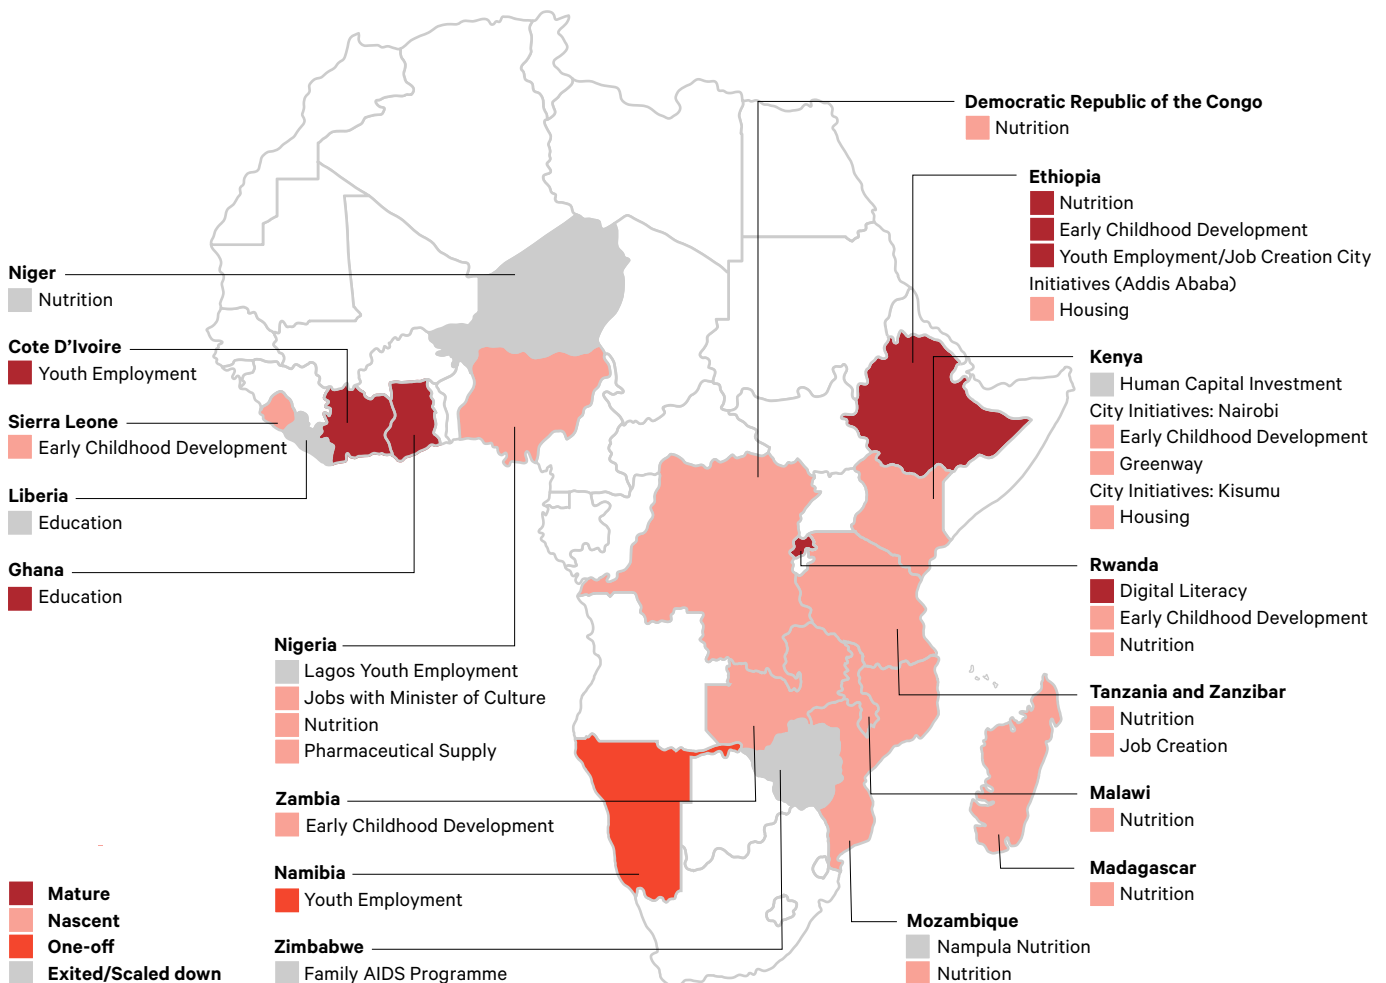 Democratic Republic of the Congo
Nutrition
Ethiopia
Nutrition
Early Childhood Development
Youth Employment/Job Creation City
Initiatives (Addis Ababa)
Housing
Niger
Nutrition
Cote D’Ivoire
Youth Employment
Sierra Leone
Early Childhood Development
Liberia
Education
Ghana
Education
Kenya
Human Capital Investment
City Initiatives: Nairobi
Early Childhood Development
Greenway
City Initiatives: Kisumu
Housing
Rwanda
Digital Literacy
Early Childhood Development
Nutrition
Nigeria
Lagos Youth Employment
Jobs with Minister of Culture
Nutrition
Pharmaceutical Supply
Tanzania and Zanzibar
Nutrition
Job Creation
Zambia
Early Childhood Development
Malawi
Nutrition
Namibia
Youth Employment
Madagascar
Nutrition
Zimbabwe
Family AIDS Programme
Mozambique
Nampula Nutrition
Nutrition
Mature
Nascent
One-off
Exited/Scaled down